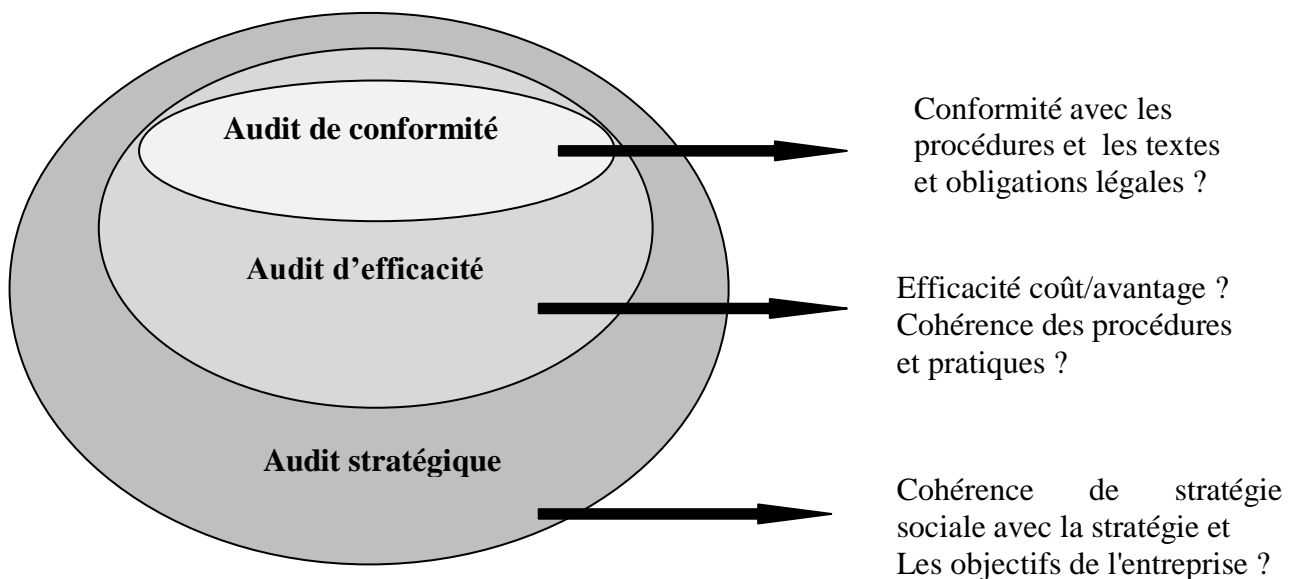 Audit de conformité
Conformité avec les
procédures et les textes
et obligations légales ?
Audit d’efficacité
Efficacité coût/avantage ?
Cohérence des procédures
et pratiques ?
Audit stratégique
Cohérence de stratégie
sociale avec la stratégie et
Les objectifs de l'entreprise ?